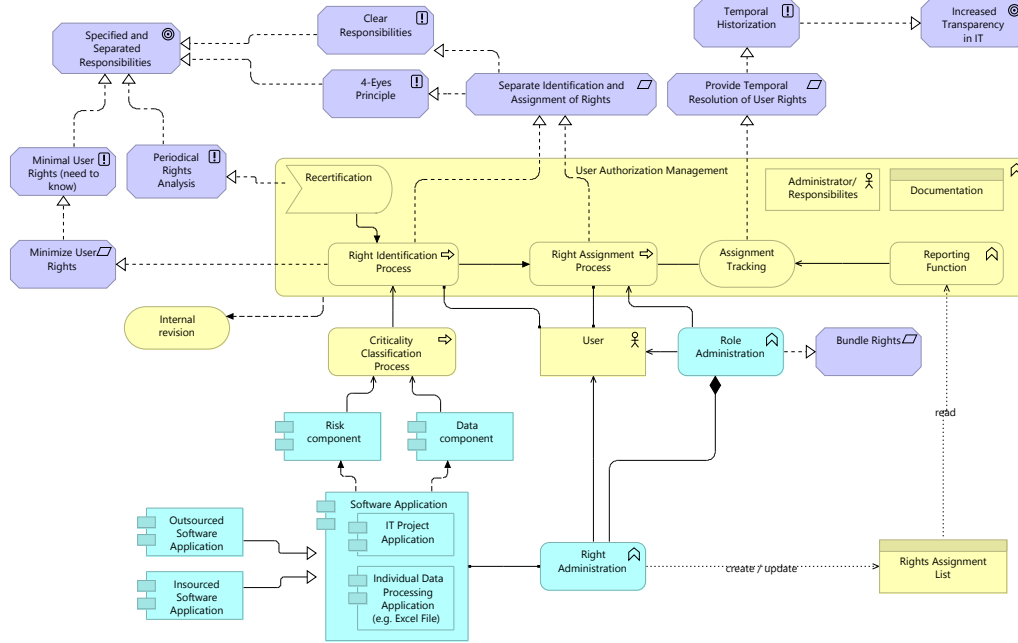 Specified and
Separated
Responsibilities
Clear
Responsibilities
4-Eyes
Principle
Separate Identification and
Assignment of Rights
Temporal
Historization
Increased
Transparency
in IT
Provide Temporal
Resolution of User Rights
Minimal User
Rights (need to
know)
Periodical
Rights
Analysis
Minimize User
Rights
User Authorization Management
Recertification
Administrator/
Responsibilites
Documentation
Right Identification
Process
Right Assignment
Process
Assignment
Tracking
Reporting
Function
Internal
revision
Criticality
Classification
Process
User
Role
Administration
Bundle Rights
Risk
component
Data
component
read
Software Application
IT Project
Application
Individual Data
Processing
Application
(e.g. Excel File)
Outsourced
Software
Application
Insourced
Software
Application
Right
Administration
create / update
Rights Assignment
List